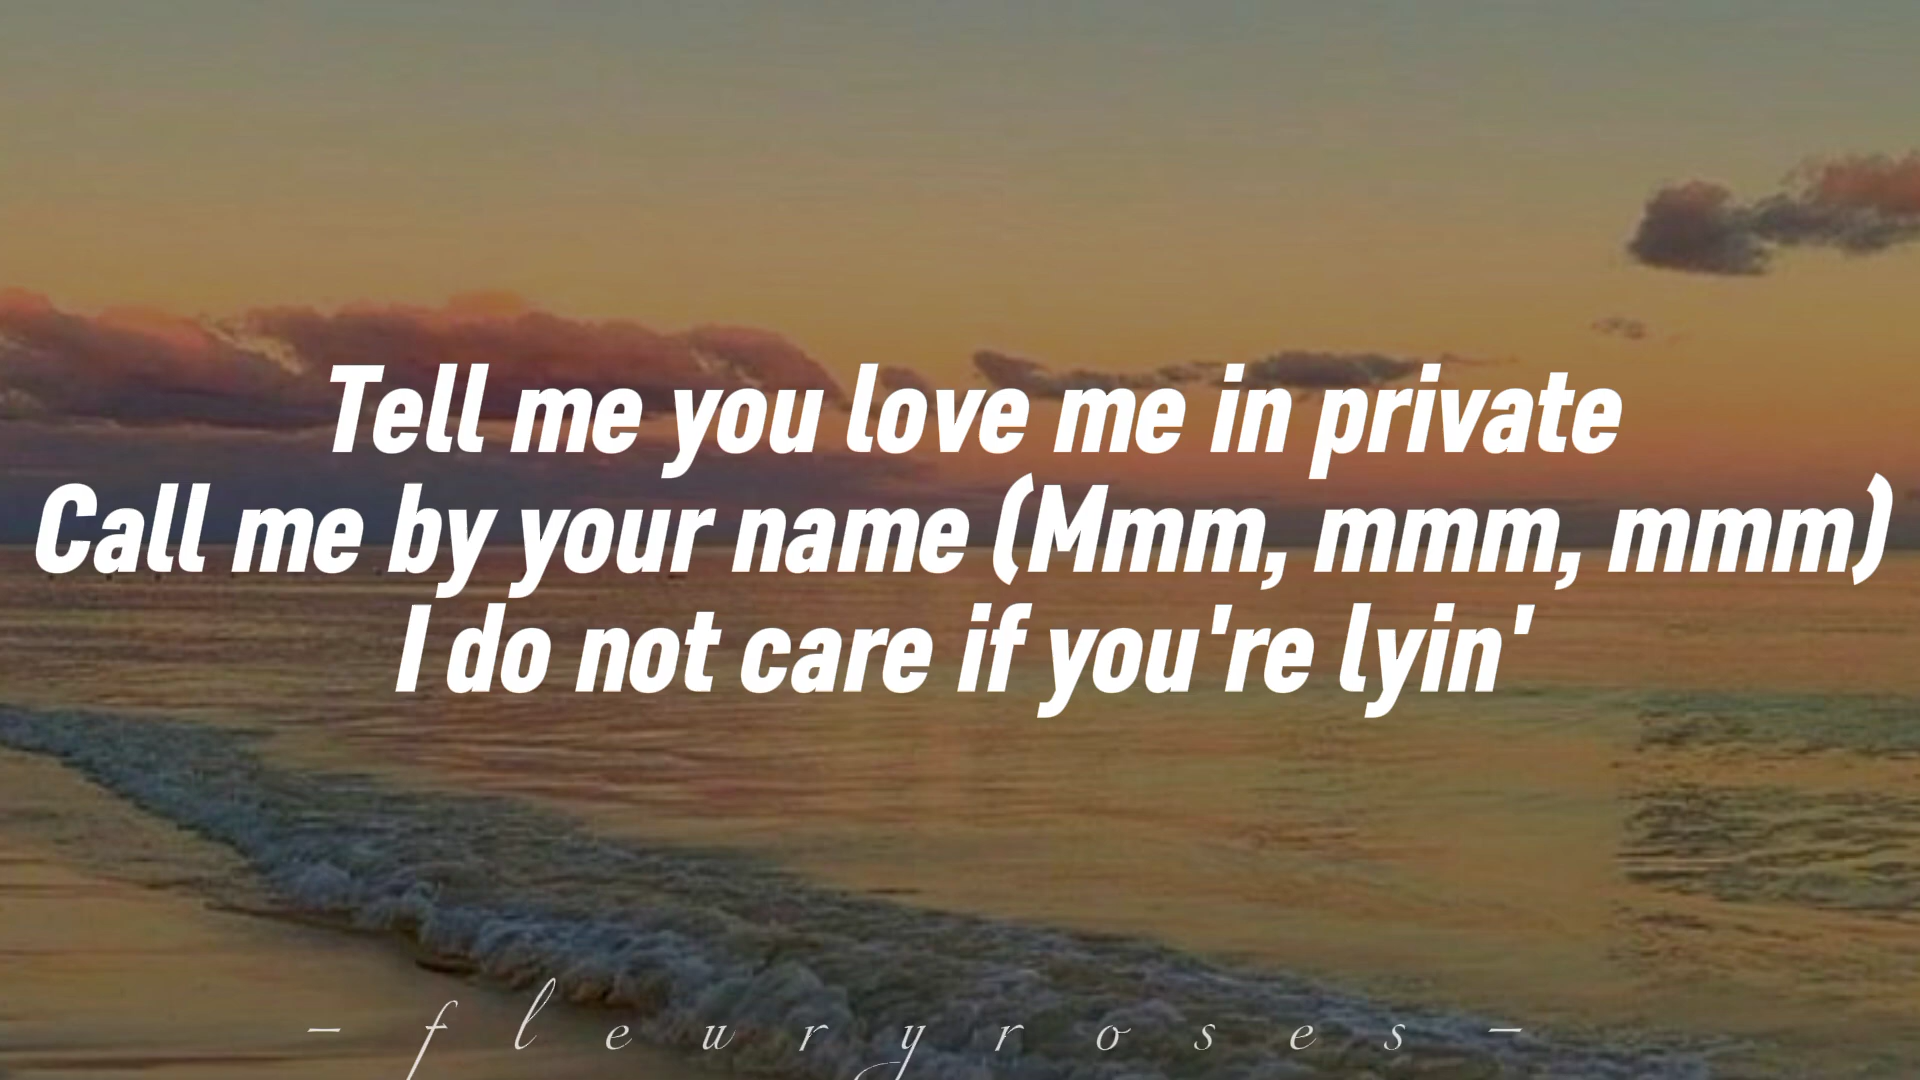 Tell me you love me in private
Call me by your name (Mmm, mmm, mmm)
I do not care if you're lyin'
– fleuryroses –